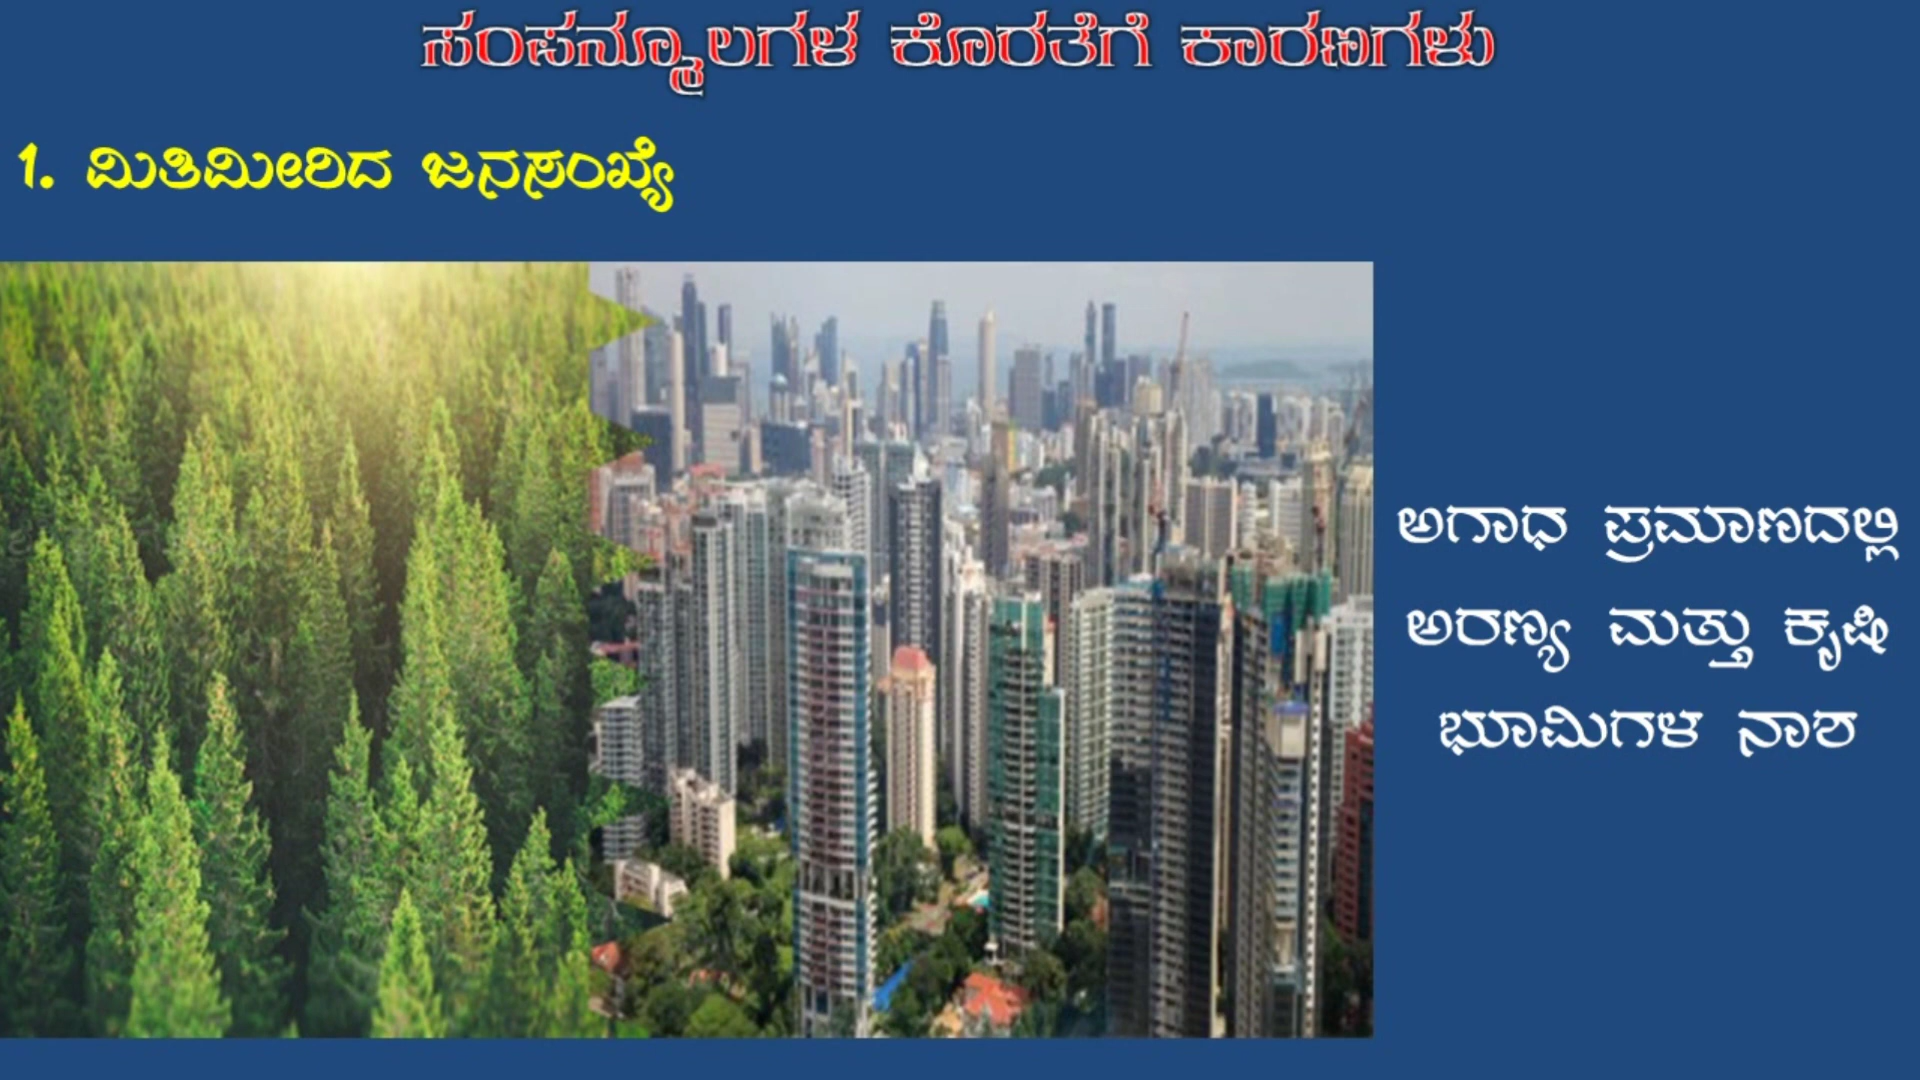 ಸಂಪನ್ಮೂಲಗಳ ಕೊರತೆಗೆ ಕಾರಣಗಳು
1. ಮಿತಿಮೀರಿದ ಜನಸಂಖ್ಯೆ
ಅಗಾಧ ಪ್ರಮಾಣದಲ್ಲಿ
ಅರಣ್ಯ ಮತ್ತು ಕೃಷಿ
ಭೂಮಿಗಳ ನಾಶ